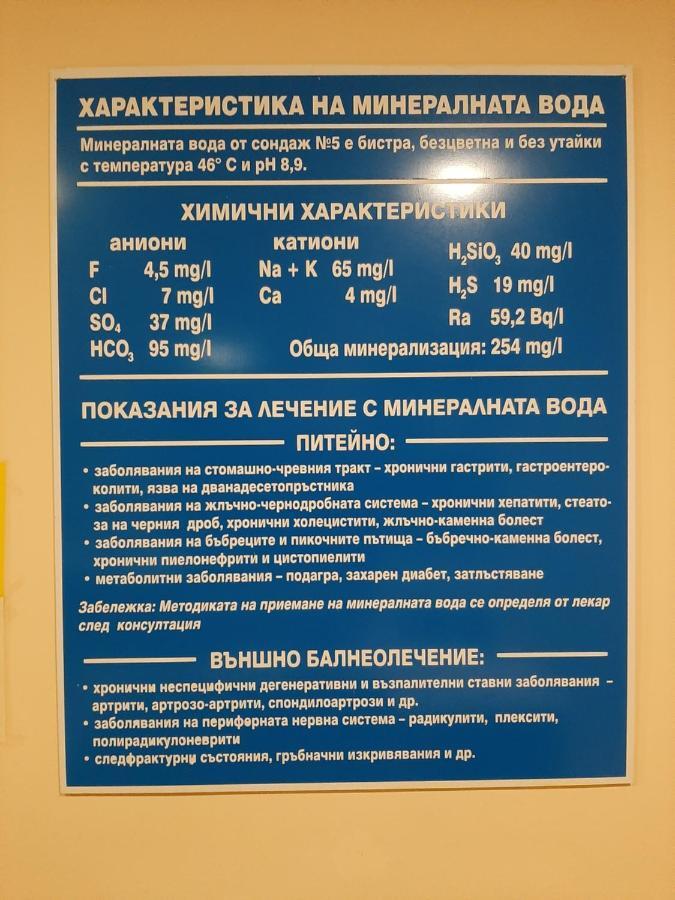 ХАРАКТЕРИСТИКА НА МИНЕРАЛНАТА ВОДА
Минералната вода от сондаж №5 е бистра, безцветна и без утайки
с температура 46° С и pH 8,9.
ХИМИЧНИ ХАРАКТЕРИСТИКИ
аниони катиони
F 4,5 mg/l Na + K 65 mg/l H₂SiO₃ 40 mg/l
Cl 7 mg/l Ca 4 mg/l H₂S 19 mg/l
SO₄ 37 mg/l Ra 59,2 Bq/l
HCO₃ 95 mg/l Обща минерализация: 254 mg/l
ПОКАЗАНИЯ ЗА ЛЕЧЕНИЕ С МИНЕРАЛНАТА ВОДА
ПИТЕЙНО:
• заболявания на стомашно-чревния тракт – хронични гастрити, гастроентеро-
колити, язва на дванадесетопръстника
• заболявания на жлъчно-чернодробната система – хронични хепатити, стеато-
за на черния дроб, хронични холецистити, жлъчно-каменна болест
• заболявания на бъбреците и пикочните пътища – бъбречно-каменна болест,
хронични пиелонефрити и цистопиелити
• метаболитни заболявания – подагра, захарен диабет, затлъстяване
Забележка: Методиката на приемане на минералната вода се определя от лекар
след консултация
ВЪНШНО БАЛНЕОЛЕЧЕНИЕ:
• хронични неспецифични дегенеративни и възпалителни ставни заболявания –
артрити, артрозо-артрити, спондилоартрози и др.
• заболявания на периферната нервна система – радикулити, плексити,
полирадикулоневрити
• следфрактурни състояния, гръбначни изкривявания и др.